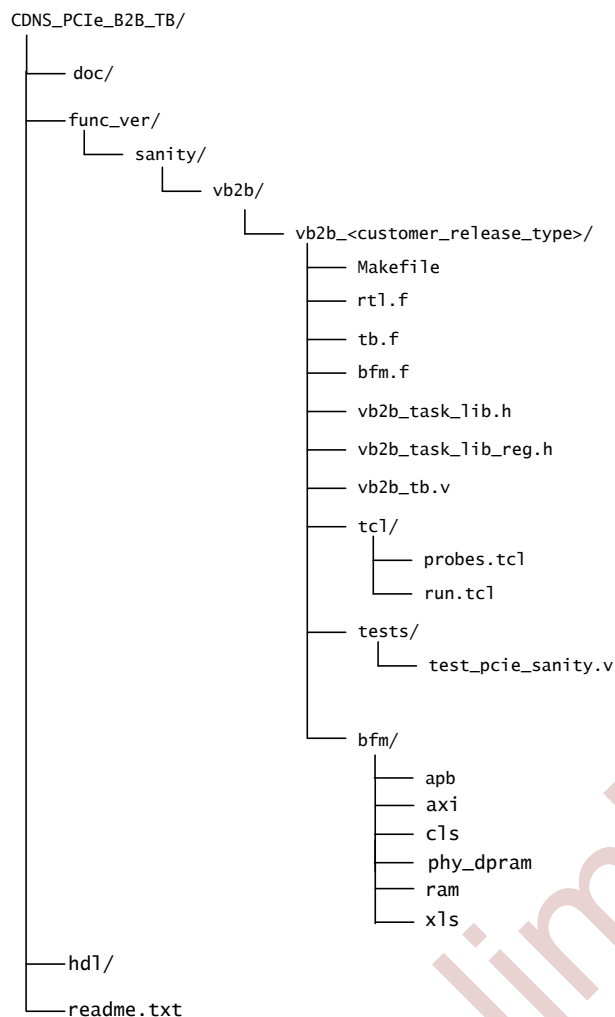 CDNS_PCIe_B2B_TB/
doc/
func_ver/
sanity/
vb2b/
vb2b_<customer_release_type>/
Makefile
rtl.f
tb.f
bfm.f
vb2b_task_lib.h
vb2b_task_lib_reg.h
vb2b_tb.v
tcl/
probes.tcl
run.tcl
tests/
test_pcie_sanity.v
bfm/
apb
axi
cls
phy_dpram
ram
xls
hdl/
readme.txt